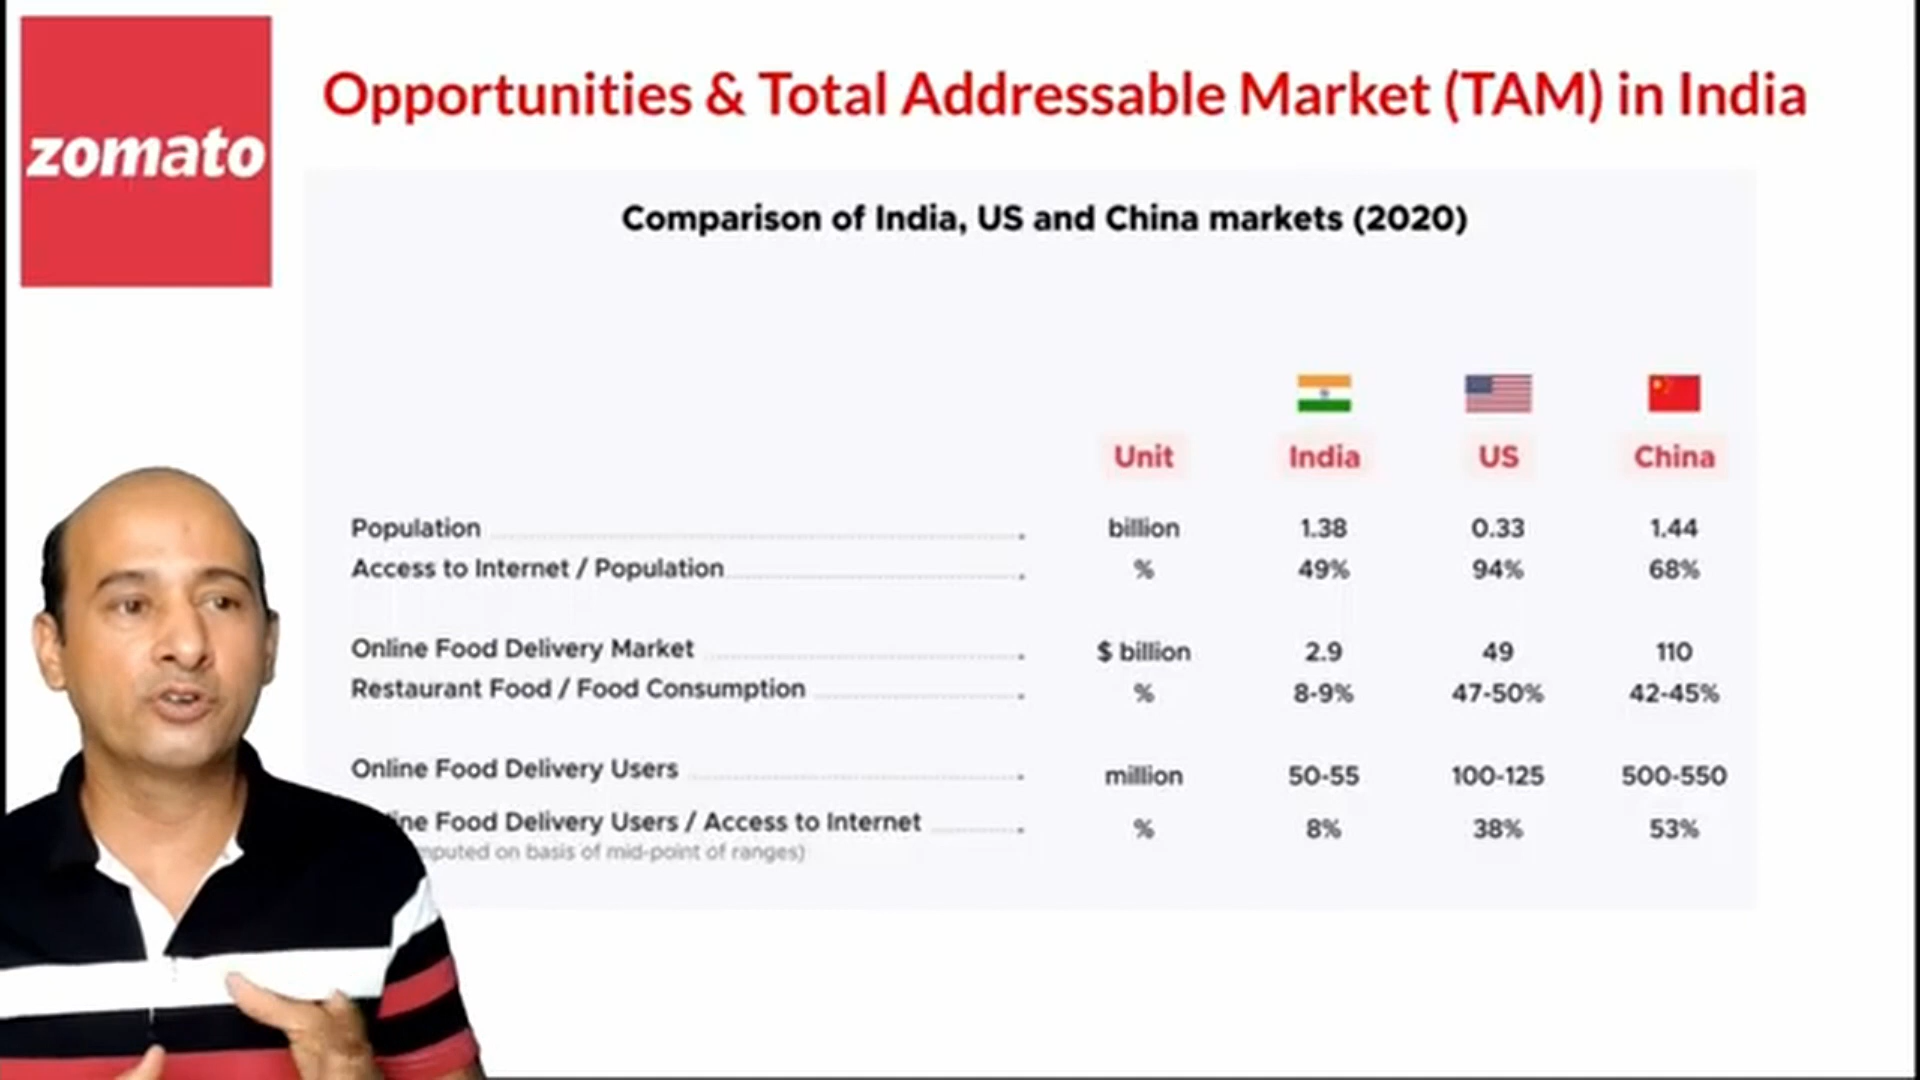 zomato
Opportunities & Total Addressable Market (TAM) in India
Comparison of India, US and China markets (2020)
Unit India US China
Population billion 1.38 0.33 1.44
Access to Internet / Population % 49% 94% 68%
Online Food Delivery Market $ billion 2.9 49 110
Restaurant Food / Food Consumption % 8-9% 47-50% 42-45%
Online Food Delivery Users million 50-55 100-125 500-550
Food Delivery Users / Access to Internet % 8% 38% 53%
on basis of mid-point of ranges)